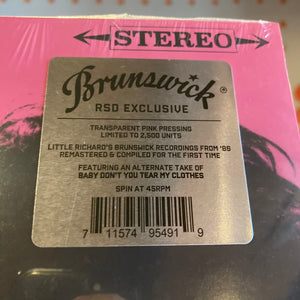 STEREO
Brunswick®
RSD EXCLUSIVE
TRANSPARENT PINK PRESSING
LIMITED TO 2,500 UNITS
LITTLE RICHARD'S BRUNSWICK RECORDINGS FROM '68
REMASTERED & COMPILED FOR THE FIRST TIME
FEATURING AN ALTERNATE TAKE OF
BABY DON'T YOU TEAR MY CLOTHES
SPIN AT 45RPM
7 11574 95491 9